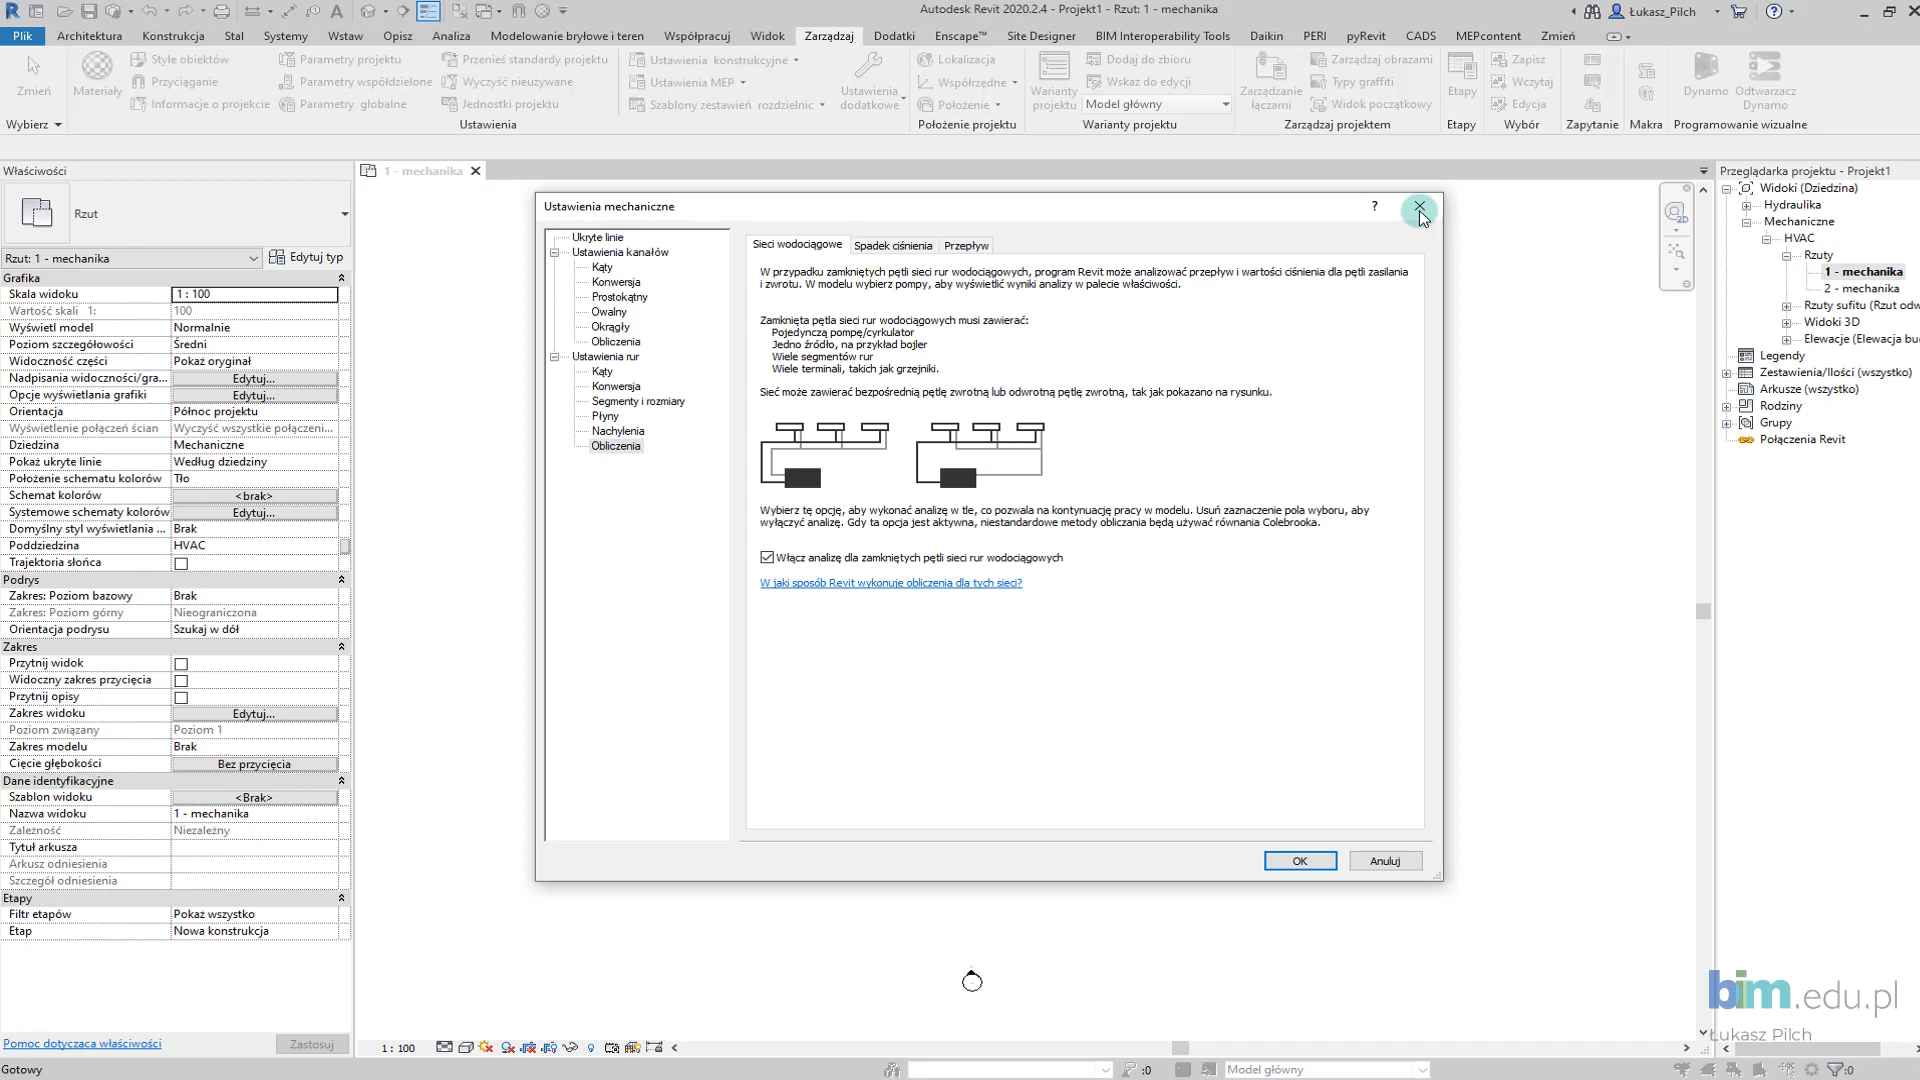 Autodesk Revit 2020.2.4 - Projekt1 - Rzut: 1 - mechanika
Łukasz_Pilch
Plik Architektura Konstrukcja Stal Systemy Wstaw Opisz Analiza Modelowanie bryłowe i teren Współpracuj Widok Zarządzaj Dodatki Enscape™ Site Designer BIM Interoperability Tools Daikin PERI pyRevit CADS MEPcontent Zmień
Style obiektów Parametry projektu Przenieś standardy projektu Ustawienia konstrukcyjne Lokalizacja Dodaj do zbioru Zarządzaj obrazami Zapisz
Zmień Materiały Przyciąganie Parametry współdzielone Wyczyść nieużywane Ustawienia MEP Ustawienia dodatkowe Współrzędne Warianty projektu Wskaż do edycji Zarządzanie łączami Typy graffiti Etapy Wczytaj Dynamo Odtwarzacz Dynamo
Informacje o projekcie Parametry globalne Jednostki projektu Szablony zestawień rozdzielnic Położenie Model główny Widok początkowy Edycja
Wybierz Ustawienia Położenie projektu Warianty projektu Zarządzaj projektem Etapy Wybór Zapytanie Makra Programowanie wizualne
Właściwości
Rzut
Rzut: 1 - mechanika Edytuj typ
Grafika
Skala widoku 1 : 100
Wartość skali 1: 100
Wyświetl model Normalnie
Poziom szczegółowości Średni
Widoczność części Pokaż oryginał
Nadpisania widoczności/gra... Edytuj...
Opcje wyświetlania grafiki Edytuj...
Orientacja Północ projektu
Wyświetlenie połączeń ścian Wyczyść wszystkie połączeni...
Dziedzina Mechaniczne
Pokaż ukryte linie Według dziedziny
Położenie schematu kolorów Tło
Schemat kolorów <brak>
Systemowe schematy kolorów Edytuj...
Domyślny styl wyświetlania ... Brak
Poddziedzina HVAC
Trajektoria słońca
Podrys
Zakres: Poziom bazowy Brak
Zakres: Poziom górny Nieograniczona
Orientacja podrysu Szukaj w dół
Zakres
Przytnij widok
Widoczny zakres przycięcia
Przytnij opisy
Zakres widoku Edytuj...
Poziom związany Poziom 1
Zakres modelu Brak
Cięcie głębokości Bez przycięcia
Dane identyfikacyjne
Szablon widoku <Brak>
Nazwa widoku 1 - mechanika
Zależność Niezależny
Tytuł arkusza
Arkusz odniesienia
Szczegół odniesienia
Etapy
Filtr etapów Pokaż wszystko
Etap Nowa konstrukcja
Pomoc dotycząca właściwości Zastosuj
Gotowy
1 - mechanika
Ustawienia mechaniczne
Ukryte linie
Ustawienia kanałów
Kąty
Konwersja
Prostokątny
Owalny
Okrągły
Obliczenia
Ustawienia rur
Kąty
Konwersja
Segmenty i rozmiary
Płyny
Nachylenia
Obliczenia
Sieci wodociągowe Spadek ciśnienia Przepływ
W przypadku zamkniętych pętli sieci rur wodociągowych, program Revit może analizować przepływ i wartości ciśnienia dla pętli zasilania
i zwrotu. W modelu wybierz pompy, aby wyświetlić wyniki analizy w palecie właściwości.
Zamknięta pętla sieci rur wodociągowych musi zawierać:
Pojedynczą pompę/cyrkulator
Jedno źródło, na przykład bojler
Wiele segmentów rur
Wiele terminali, takich jak grzejniki.
Sieć może zawierać bezpośrednią pętlę zwrotną lub odwrotną pętlę zwrotną, tak jak pokazano na rysunku.
Wybierz tę opcję, aby wykonać analizę w tle, co pozwala na kontynuację pracy w modelu. Usuń zaznaczenie pola wyboru, aby
wyłączyć analizę. Gdy ta opcja jest aktywna, niestandardowe metody obliczania będą używać równania Colebrooka.
Włącz analizę dla zamkniętych pętli sieci rur wodociągowych
W jaki sposób Revit wykonuje obliczenia dla tych sieci?
OK Anuluj
1 : 100
:0 Model główny :0
Przeglądarka projektu - Projekt1
Widoki (Dziedzina)
Hydraulika
Mechaniczne
HVAC
Rzuty
1 - mechanika
2 - mechanika
Rzuty sufitu (Rzut odw
Widoki 3D
Elewacje (Elewacja bud
Legendy
Zestawienia/Ilości (wszystko)
Arkusze (wszystko)
Rodziny
Grupy
Połączenia Revit
bim.edu.pl
Łukasz Pilch